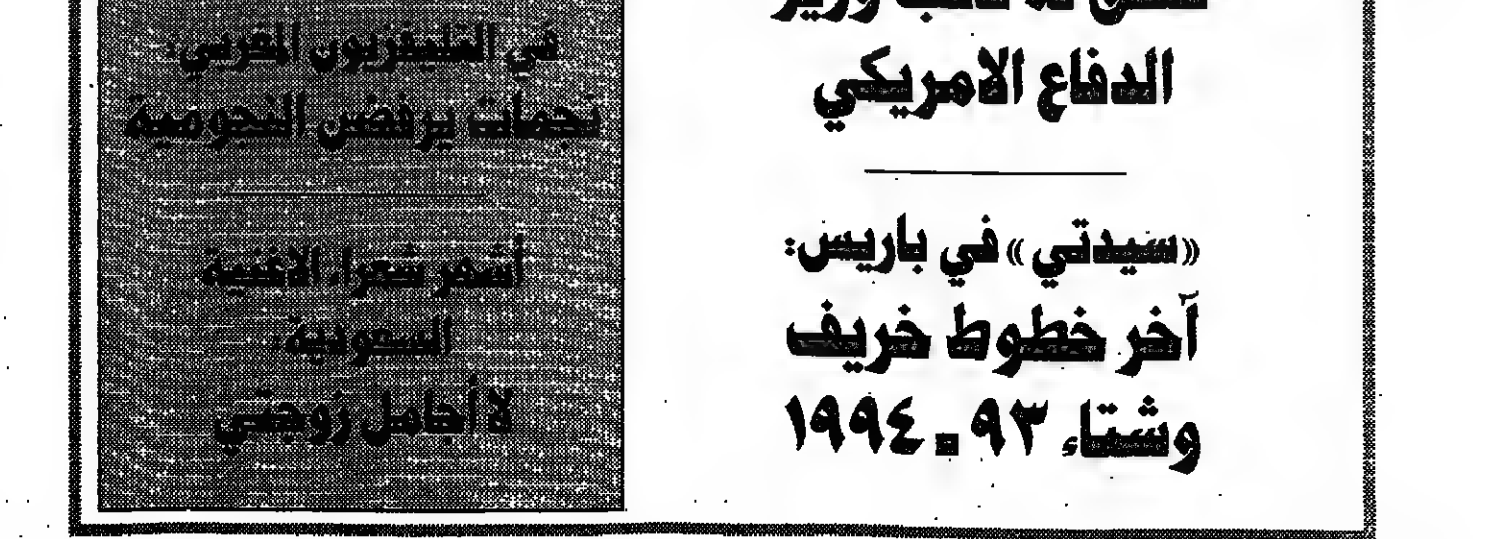 وزير
الدفاع الامريكي
«سيدتي» في باريس:
آخر خطوط خريف
وشتاء ٩٣ - ١٩٩٤
في التليفزيون المغربي:
نجمات يرفضن النجومية
أشهر شعراء الاغنية
السعودية:
لا أجامل زوجتي